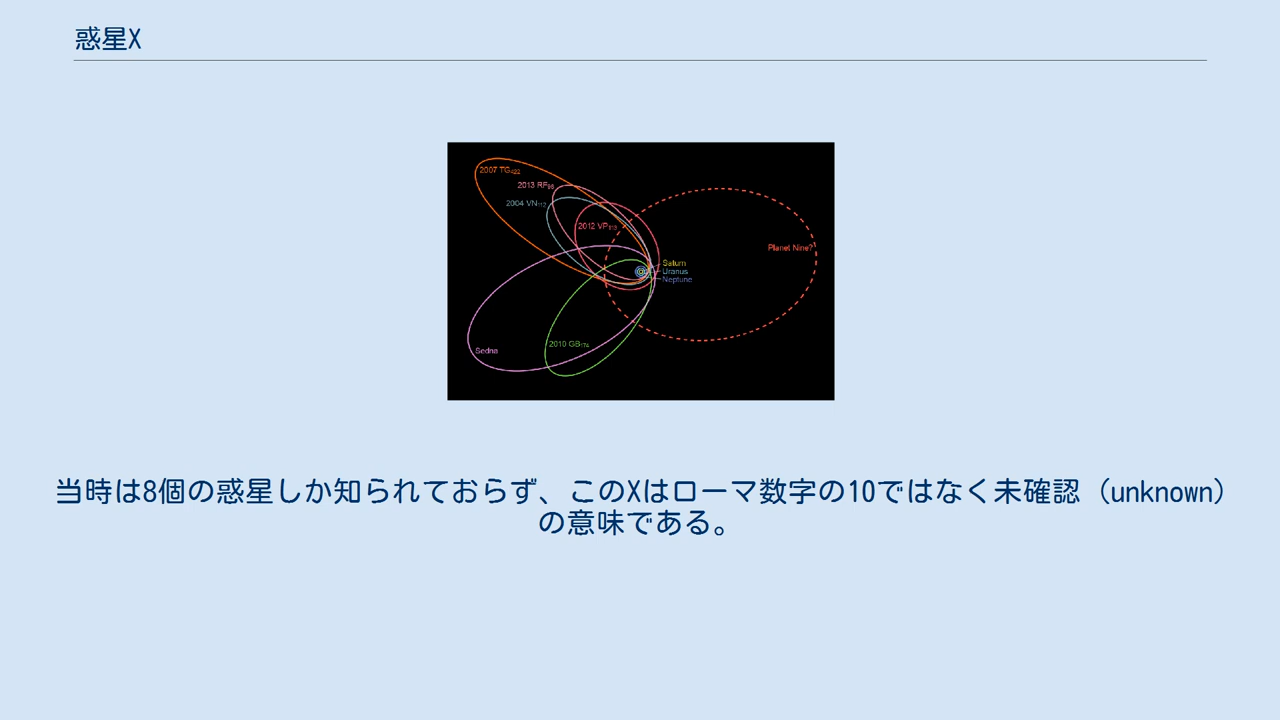 惑星X
2007 TG422
2013 RF98
2004 VN112
2012 VP113
Planet Nine?
Saturn
Uranus
Neptune
2010 GB174
Sedna
当時は8個の惑星しか知られておらず、このXはローマ数字の10ではなく未確認（unknown）
の意味である。